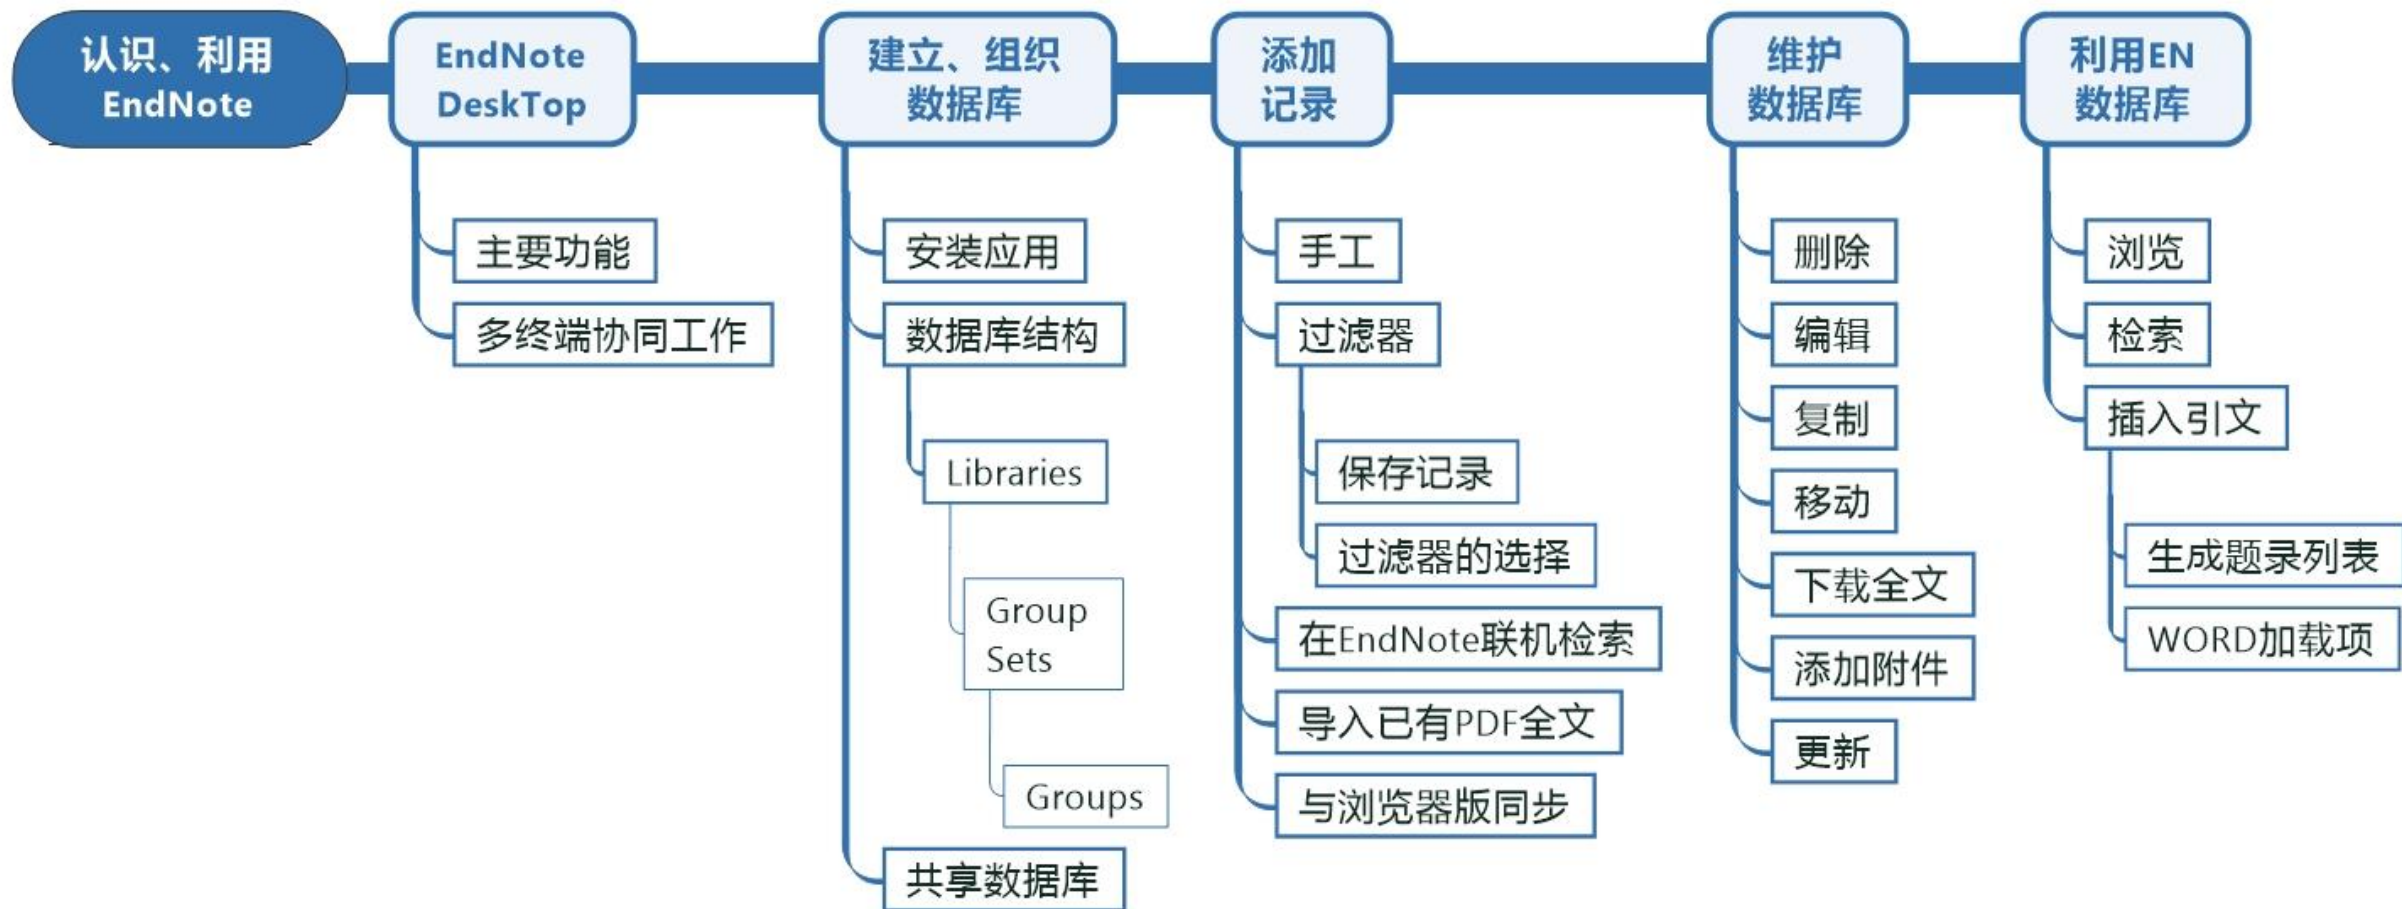 认识、利用
EndNote
EndNote
DeskTop
主要功能
多终端协同工作
建立、组织
数据库
安装应用
数据库结构
Libraries
Group
Sets
Groups
共享数据库
添加
记录
手工
过滤器
保存记录
过滤器的选择
在EndNote联机检索
导入已有PDF全文
与浏览器版同步
维护
数据库
删除
编辑
复制
移动
下载全文
添加附件
更新
利用EN
数据库
浏览
检索
插入引文
生成题录列表
WORD加载项